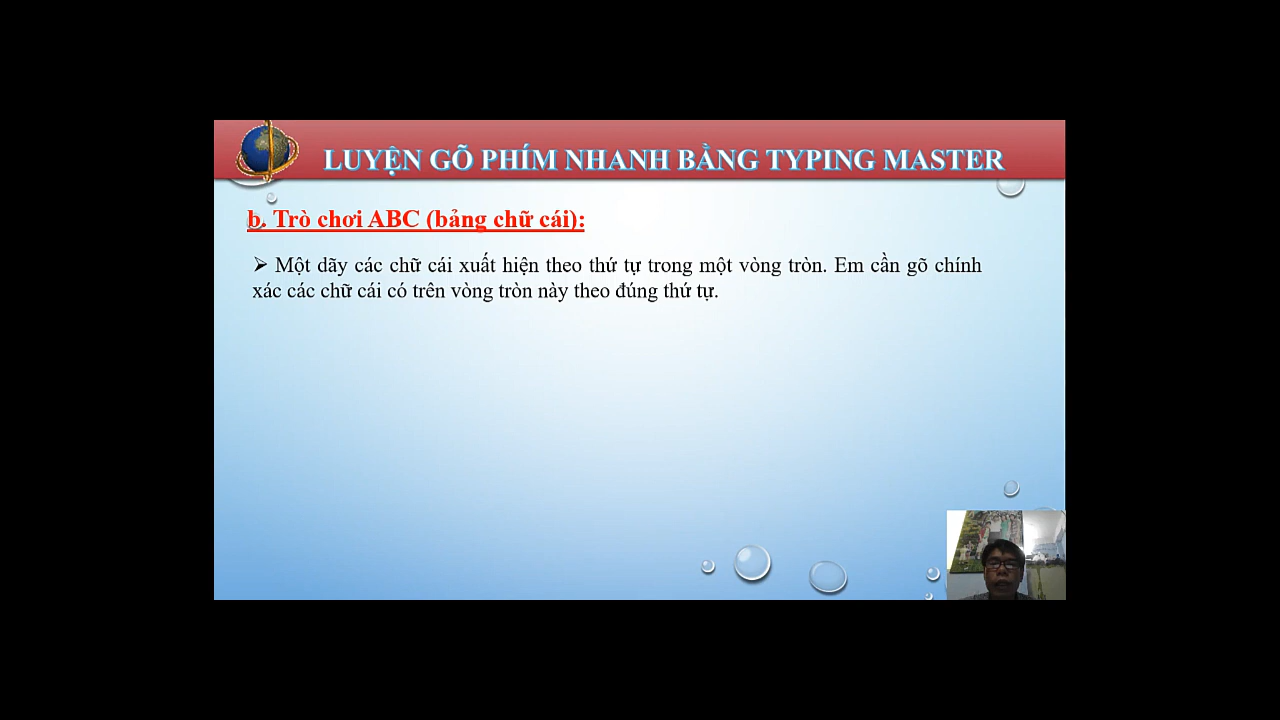 LUYỆN GÕ PHÍM NHANH BẰNG TYPING MASTER
b. Trò chơi ABC (bảng chữ cái):
➢ Một dãy các chữ cái xuất hiện theo thứ tự trong một vòng tròn. Em cần gõ chính
xác các chữ cái có trên vòng tròn này theo đúng thứ tự.